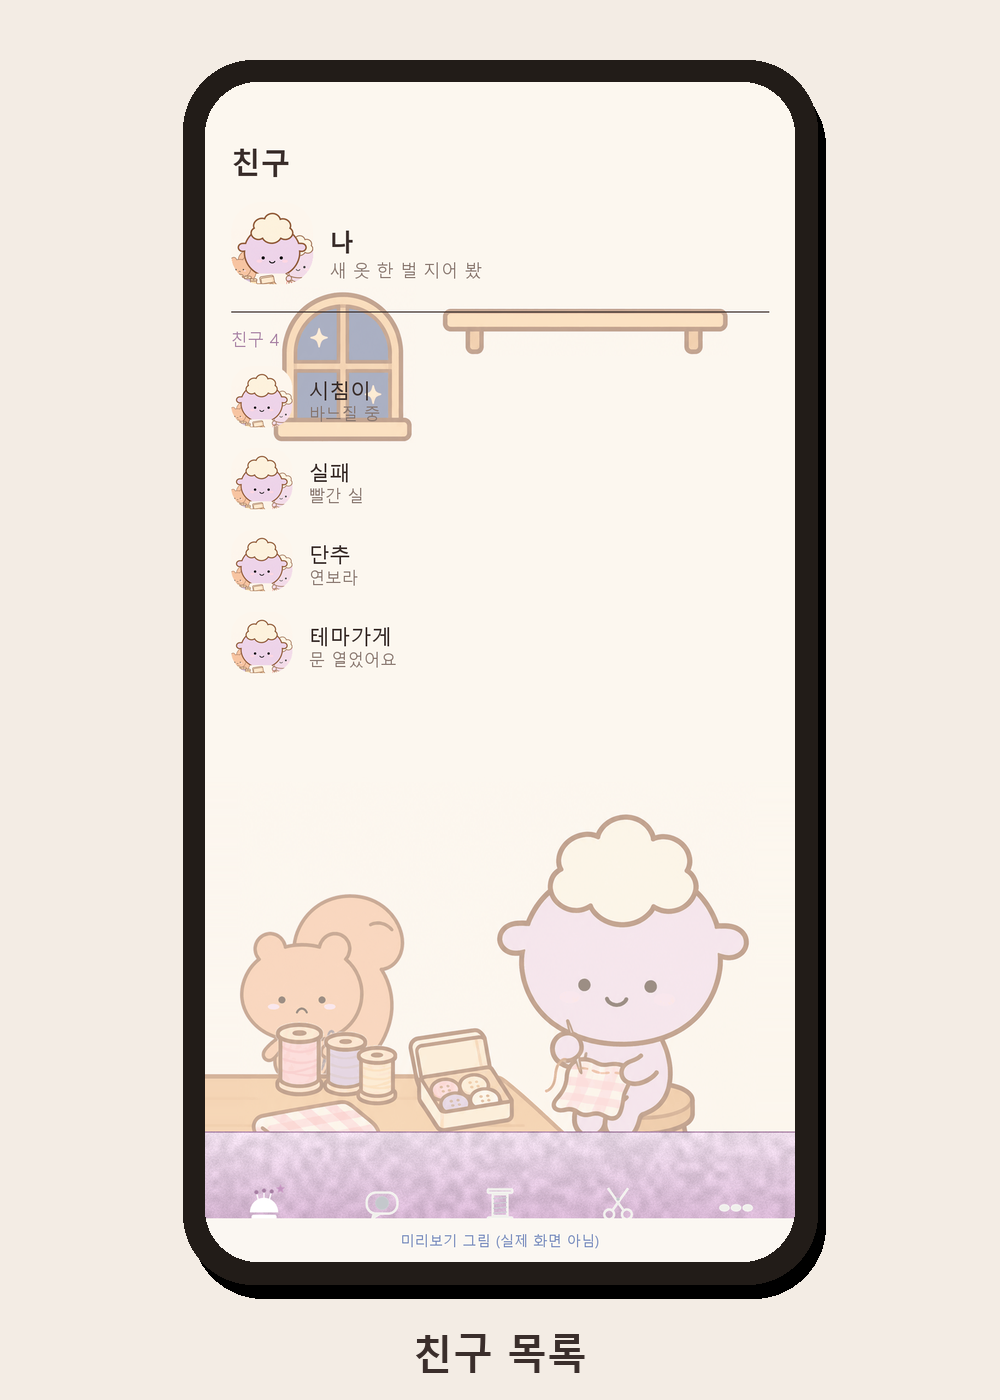 친구
나
새 옷 한 벌 지어 봤
친구 4
시침이
바느질 중
실패
빨간 실
단추
연보라
테마가게
문 열었어요
미리보기 그림 (실제 화면 아님)
친구 목록